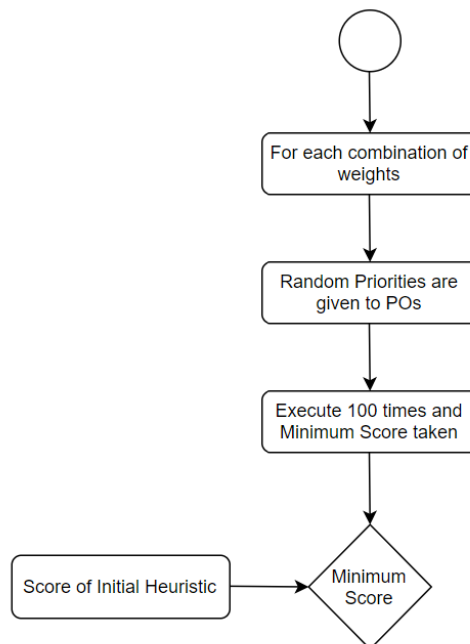 For each combination of
weights
Random Priorities are
given to POs
Execute 100 times and
Minimum Score taken
Score of Initial Heuristic
Minimum
Score